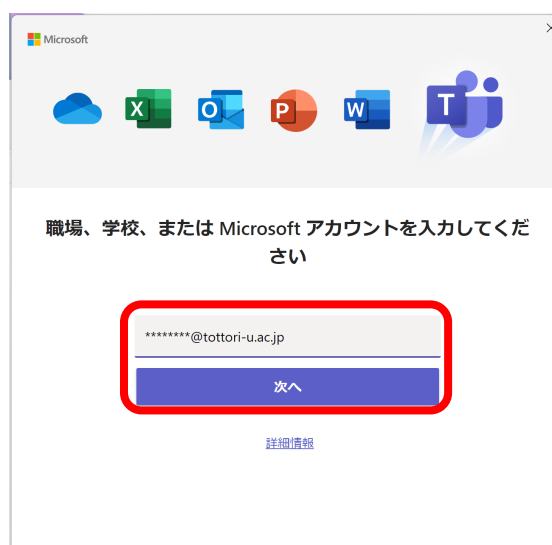 Microsoft
X
O
P
W
T
職場、学校、または Microsoft アカウントを入力してくだ
さい
********@tottori-u.ac.jp
次へ
詳細情報